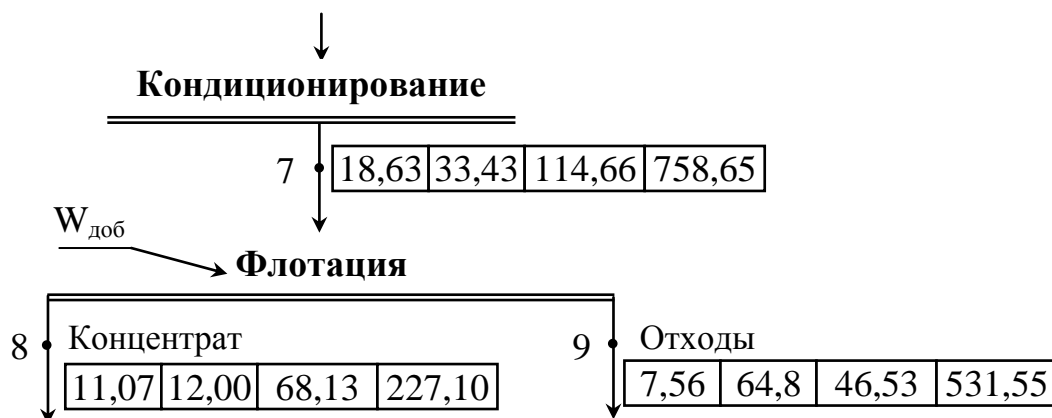 Кондиционирование
7 18,63 33,43 114,66 758,65
Wдоб
Флотация
8 Концентрат 9 Отходы
11,07 12,00 68,13 227,10 7,56 64,8 46,53 531,55